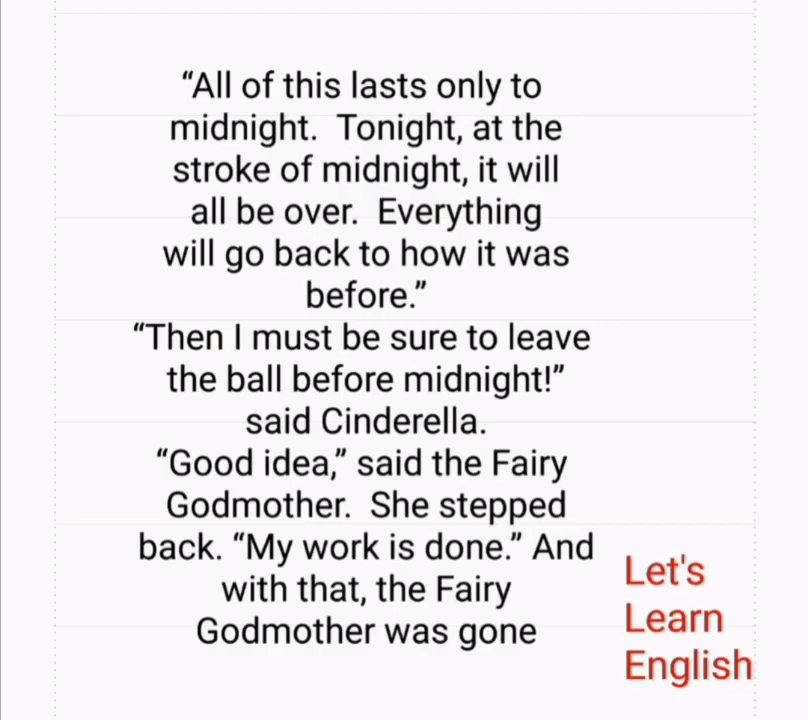 “All of this lasts only to
midnight.  Tonight, at the
stroke of midnight, it will
all be over.  Everything
will go back to how it was
before.”
“Then I must be sure to leave
the ball before midnight!”
said Cinderella.
“Good idea,” said the Fairy
Godmother.  She stepped
back. “My work is done.” And
with that, the Fairy
Godmother was gone
Let's
Learn
English